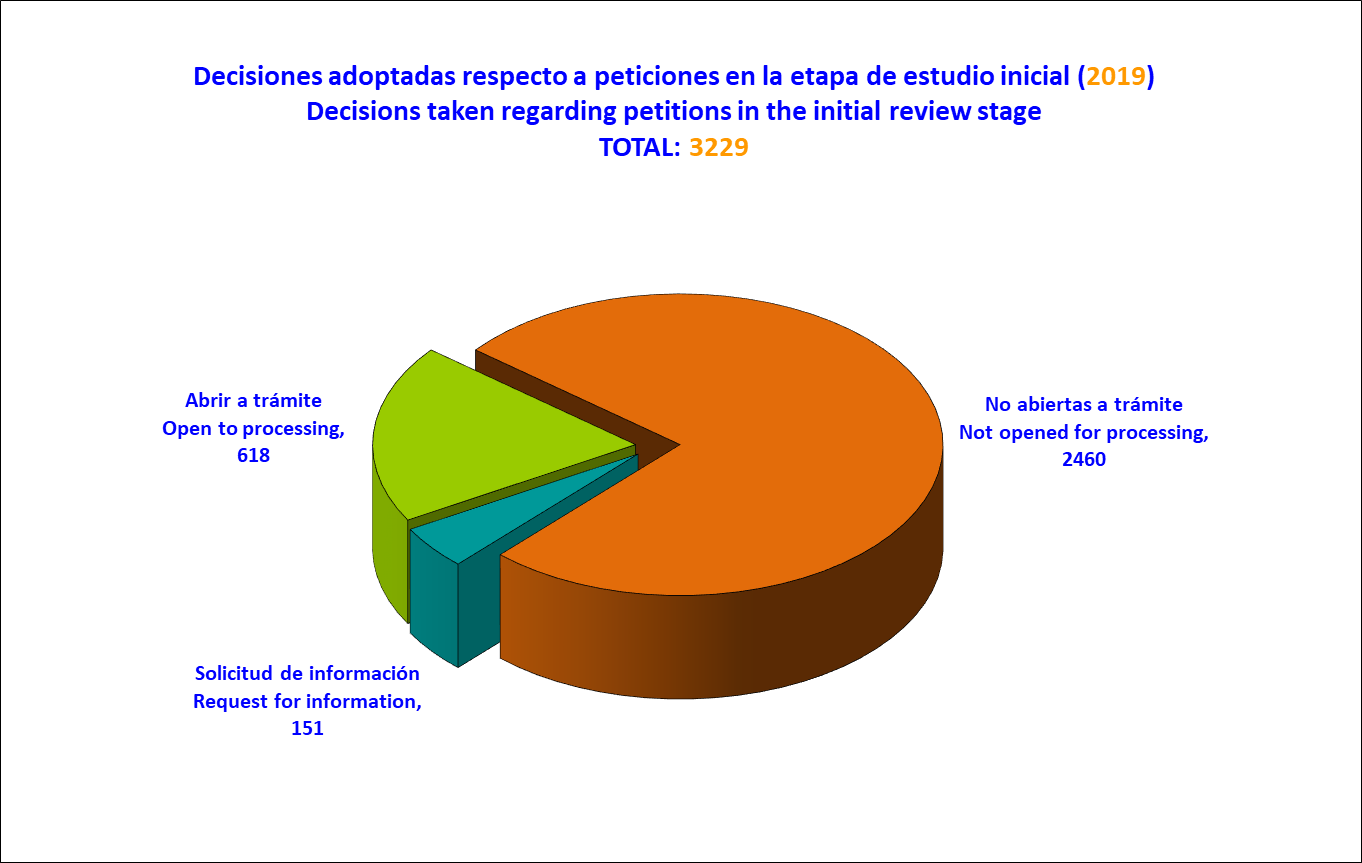 Decisiones adoptadas respecto a peticiones en la etapa de estudio inicial (2019)
Decisions taken regarding petitions in the initial review stage
TOTAL: 3229
Abrir a trámite
Open to processing,
618
No abiertas a trámite
Not opened for processing,
2460
Solicitud de información
Request for information,
151